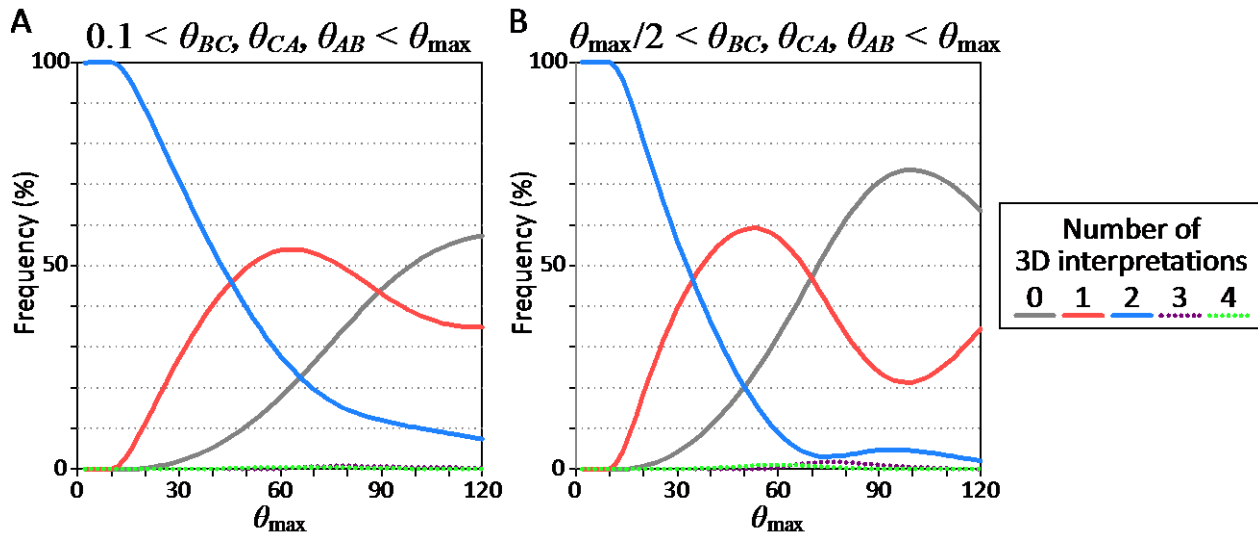 A
0.1 < θBC, θCA, θAB < θmax
100
50
0
Frequency (%)
0
30
60
90
120
θmax
B
θmax/2 < θBC, θCA, θAB < θmax
100
50
0
Frequency (%)
0
30
60
90
120
θmax
Number of
3D interpretations
0 1 2 3 4